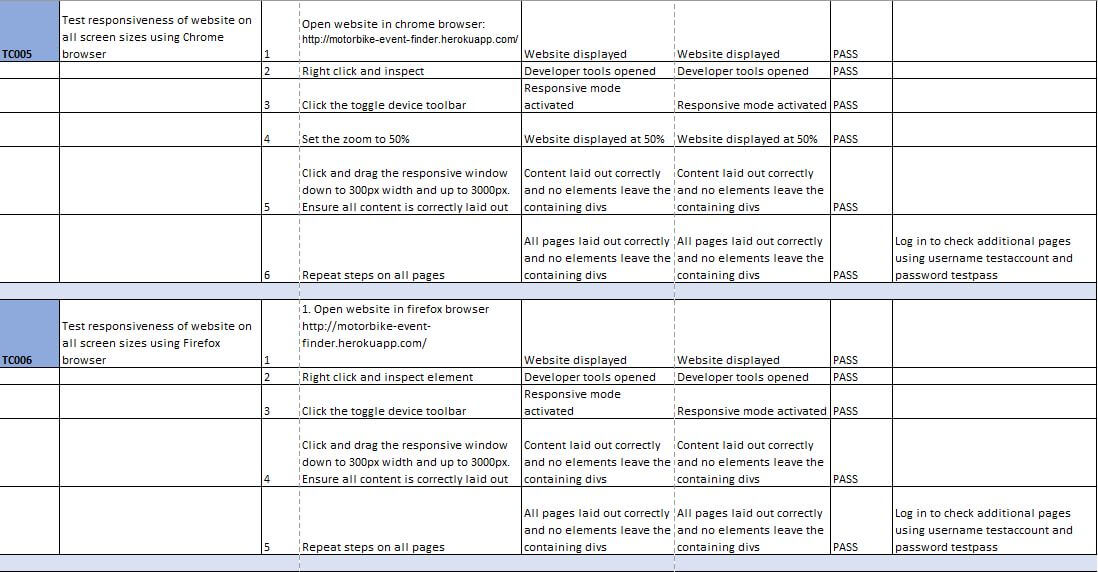 Test responsiveness of website on
all screen sizes using Chrome
TC005 browser 1
Open website in chrome browser:
http://motorbike-event-finder.herokuapp.com/
Website displayed Website displayed PASS
2 Right click and inspect Developer tools opened Developer tools opened PASS
Responsive mode
3 Click the toggle device toolbar activated Responsive mode activated PASS
4 Set the zoom to 50% Website displayed at 50% Website displayed at 50% PASS
Click and drag the responsive window Content laid out correctly Content laid out correctly
down to 300px width and up to 3000px. and no elements leave the and no elements leave the
5 Ensure all content is correctly laid out containing divs containing divs PASS
All pages laid out correctly All pages laid out correctly Log in to check additional pages
and no elements leave the and no elements leave the using username testaccount and
6 Repeat steps on all pages containing divs containing divs PASS password testpass
Test responsiveness of website on
all screen sizes using Firefox
TC006 browser 1
1. Open website in firefox browser
http://motorbike-event-
finder.herokuapp.com/
Website displayed Website displayed PASS
2 Right click and inspect element Developer tools opened Developer tools opened PASS
Responsive mode
3 Click the toggle device toolbar activated Responsive mode activated PASS
Click and drag the responsive window Content laid out correctly Content laid out correctly
down to 300px width and up to 3000px. and no elements leave the and no elements leave the
4 Ensure all content is correctly laid out containing divs containing divs PASS
All pages laid out correctly All pages laid out correctly Log in to check additional pages
and no elements leave the and no elements leave the using username testaccount and
5 Repeat steps on all pages containing divs containing divs PASS password testpass